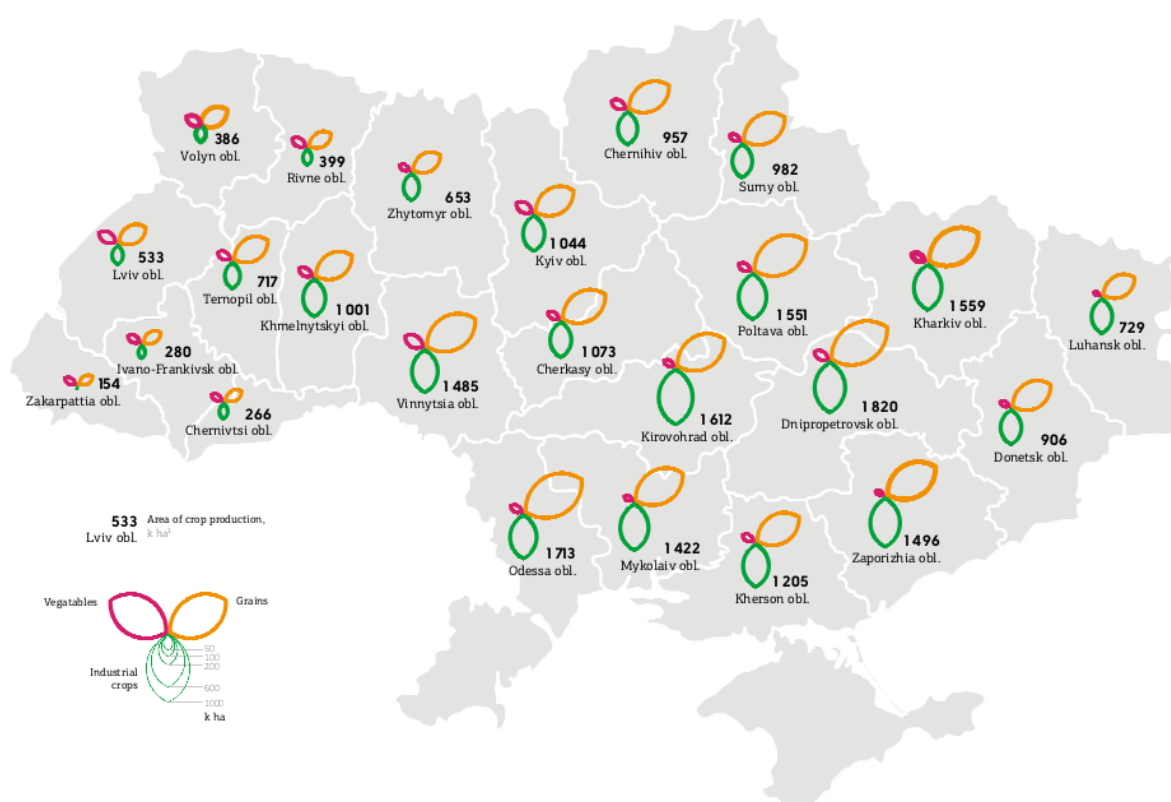 957
Chernihiv obl.
386
Volyn obl.
399
Rivne obl.
982
Sumy obl.
653
Zhytomyr obl.
1 044
Kyiv obl.
533
Lviv obl.
717
Ternopil obl.
1 001
Khmelnytskyi obl.
1 551
Poltava obl.
1 559
Kharkiv obl.
729
Luhansk obl.
280
Ivano-Frankivsk obl.
1 073
Cherkasy obl.
154
Zakarpattia obl.
1 485
Vinnytsia obl.
266
Chernivtsi obl.
1 612
Kirovohrad obl.
1 820
Dnipropetrovsk obl.
906
Donetsk obl.
1 713
Odessa obl.
1 422
Mykolaiv obl.
1 496
Zaporizhia obl.
1 205
Kherson obl.
533
Lviv obl.
Area of crop production,
k ha¹
Vegatables
Grains
Industrial
crops
50
100
200
600
1000
k ha